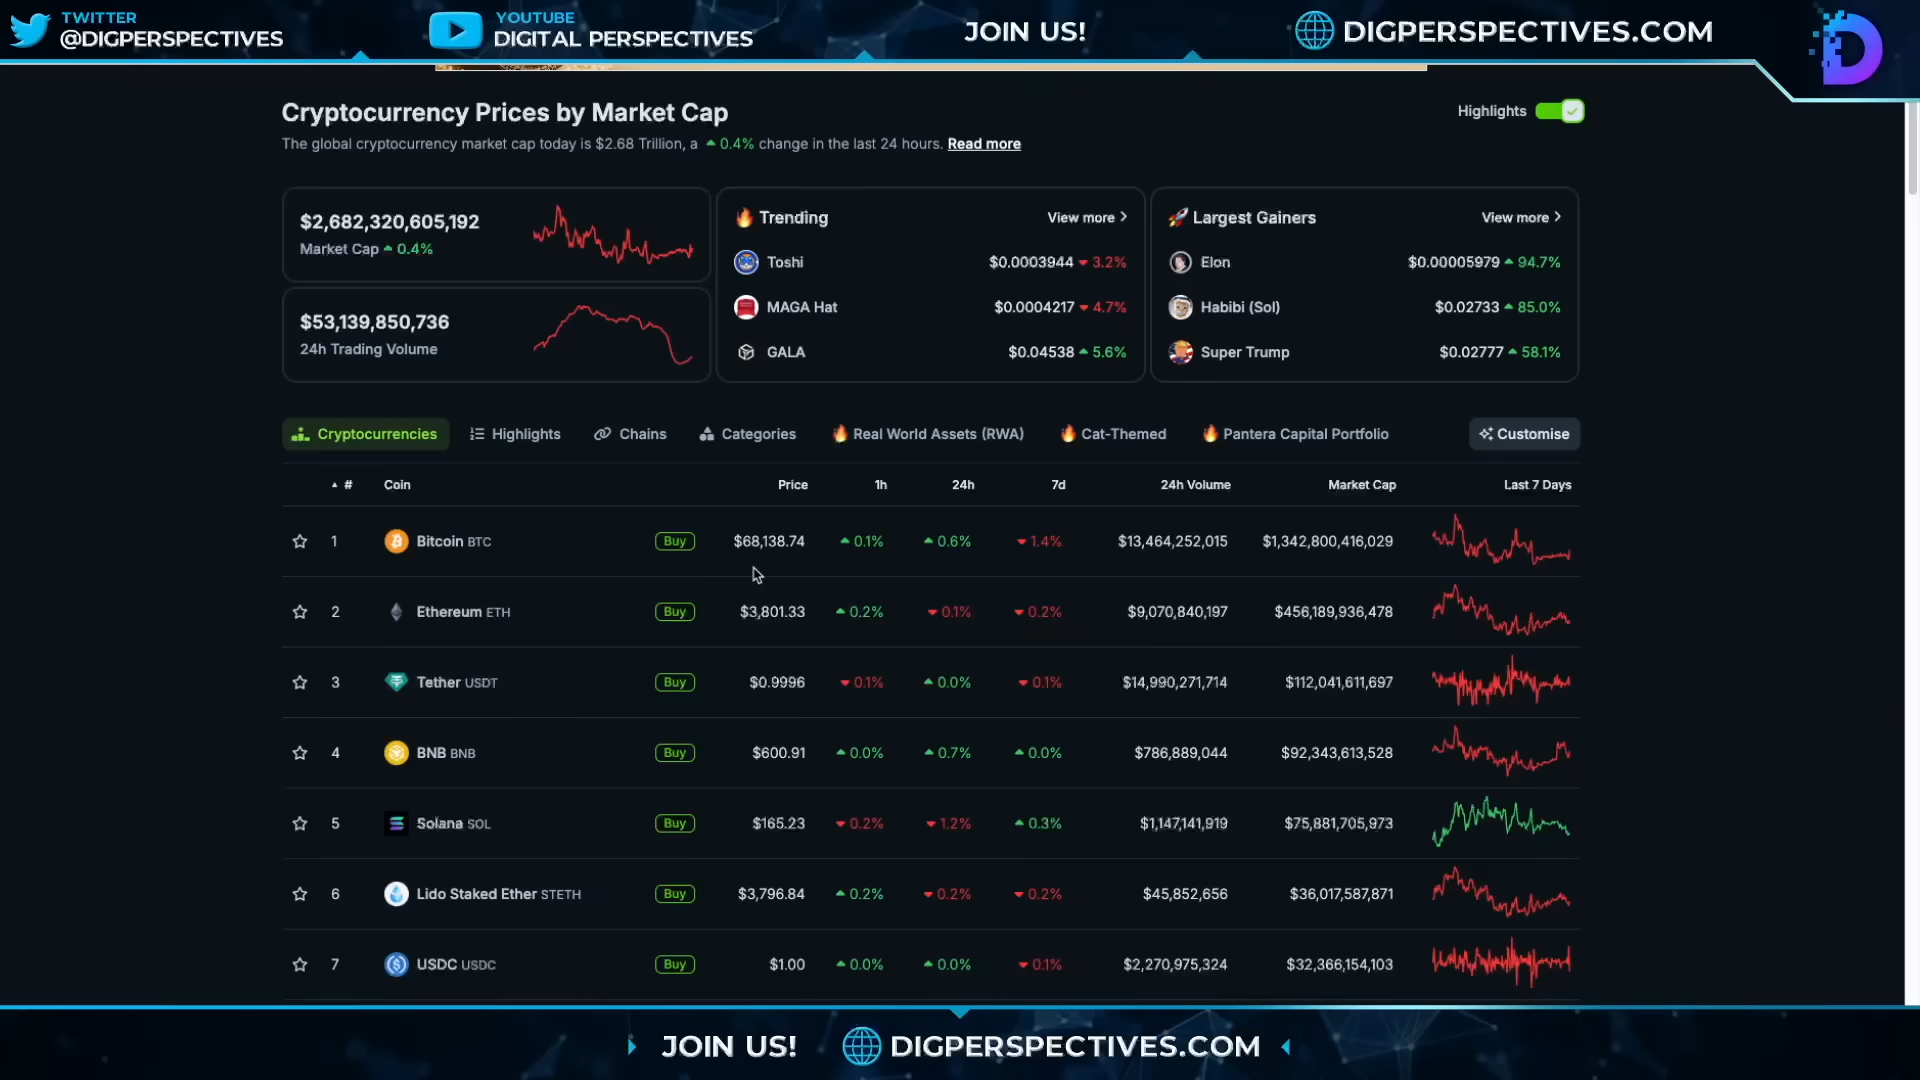 TWITTER
@DIGPERSPECTIVES
YOUTUBE
DIGITAL PERSPECTIVES
JOIN US!
DIGPERSPECTIVES.COM
Cryptocurrency Prices by Market Cap
Highlights
The global cryptocurrency market cap today is $2.68 Trillion, a 0.4% change in the last 24 hours. Read more
$2,682,320,605,192
Market Cap 0.4%
$53,139,850,736
24h Trading Volume
Trending View more
Toshi $0.0003944 3.2%
MAGA Hat $0.0004217 4.7%
GALA $0.04538 5.6%
Largest Gainers View more
Elon $0.00005979 94.7%
Habibi (Sol) $0.02733 85.0%
Super Trump $0.02777 58.1%
Cryptocurrencies Highlights Chains Categories Real World Assets (RWA) Cat-Themed Pantera Capital Portfolio Customise
# Coin Price 1h 24h 7d 24h Volume Market Cap Last 7 Days
1 Bitcoin BTC Buy $68,138.74 0.1% 0.6% 1.4% $13,464,252,015 $1,342,800,416,029
2 Ethereum ETH Buy $3,801.33 0.2% 0.1% 0.2% $9,070,840,197 $456,189,936,478
3 Tether USDT Buy $0.9996 0.1% 0.0% 0.1% $14,990,271,714 $112,041,611,697
4 BNB BNB Buy $600.91 0.0% 0.7% 0.0% $786,889,044 $92,343,613,528
5 Solana SOL Buy $165.23 0.2% 1.2% 0.3% $1,147,141,919 $75,881,705,973
6 Lido Staked Ether STETH Buy $3,796.84 0.2% 0.2% 0.2% $45,852,656 $36,017,587,871
7 USDC USDC Buy $1.00 0.0% 0.0% 0.1% $2,270,975,324 $32,366,154,103
JOIN US! DIGPERSPECTIVES.COM